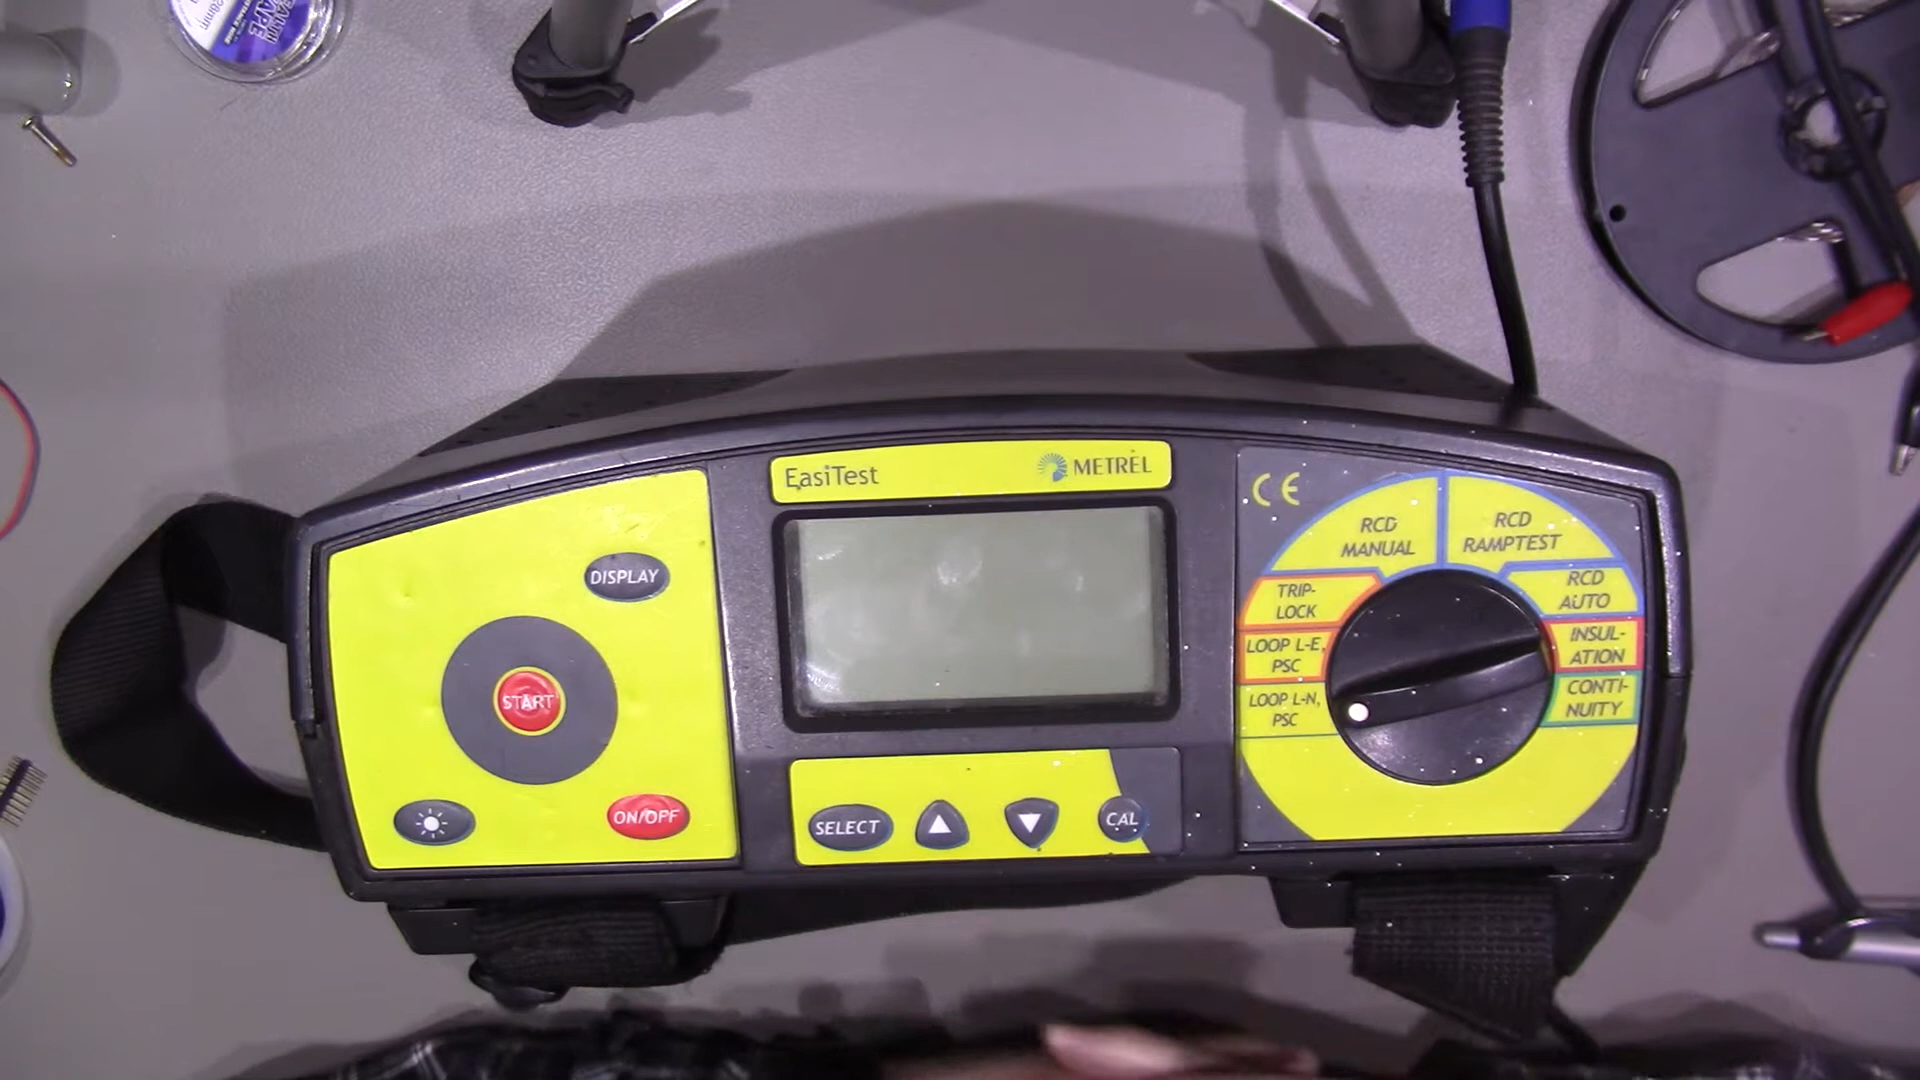 28mm
EasiTest
METREL
CE
RCD
MANUAL
RCD
RAMPTEST
TRIP-
LOCK
RCD
AUTO
LOOP L-E,
PSC
INSUL-
ATION
LOOP L-N,
PSC
CONTI-
NUITY
DISPLAY
START
ON/OFF
SELECT
CAL